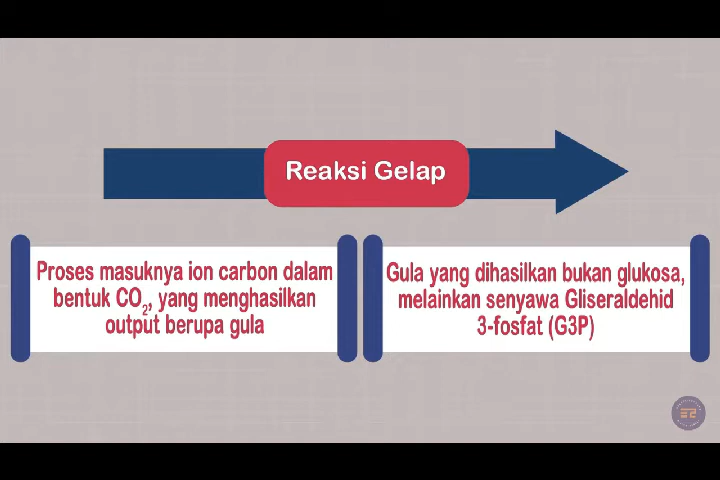 Reaksi Gelap
Proses masuknya ion carbon dalam
bentuk CO₂, yang menghasilkan
output berupa gula
Gula yang dihasilkan bukan glukosa,
melainkan senyawa Gliseraldehid
3-fosfat (G3P)